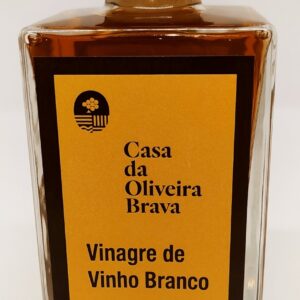 Casa
da
Oliveira
Brava
Vinagre de
Vinho Branco